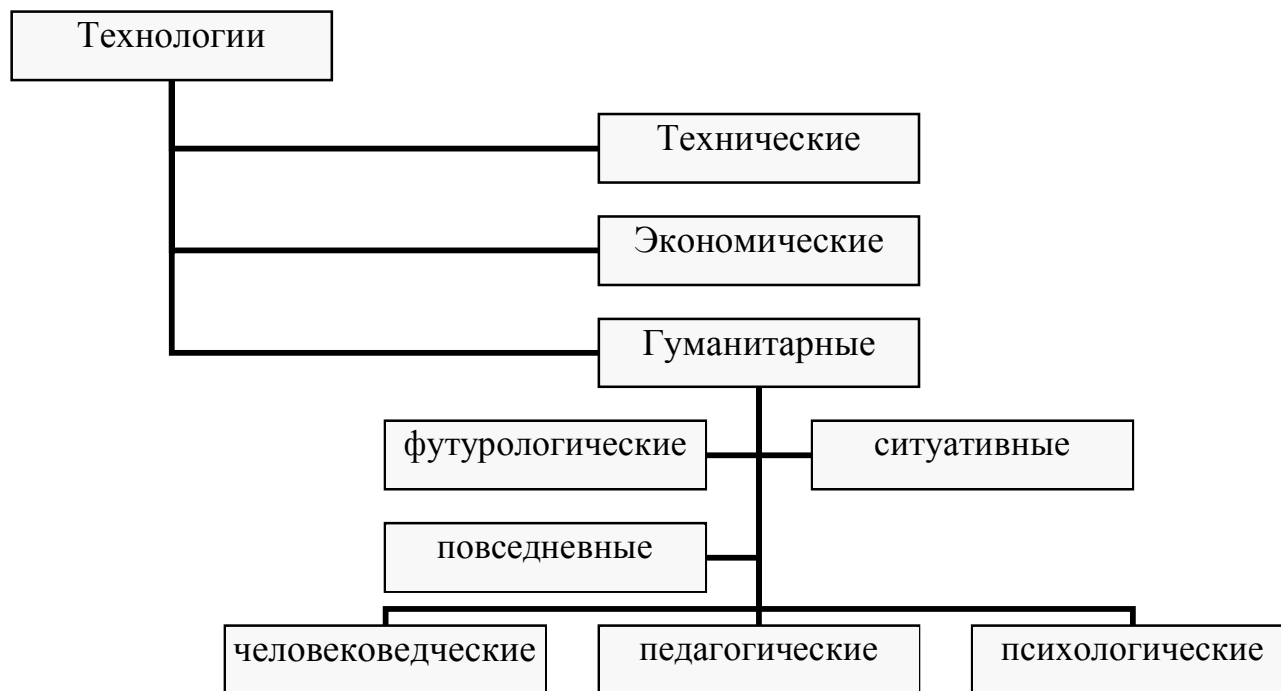 Технологии
Технические
Экономические
Гуманитарные
футурологические
ситуативные
повседневные
человековедческие
педагогические
психологические